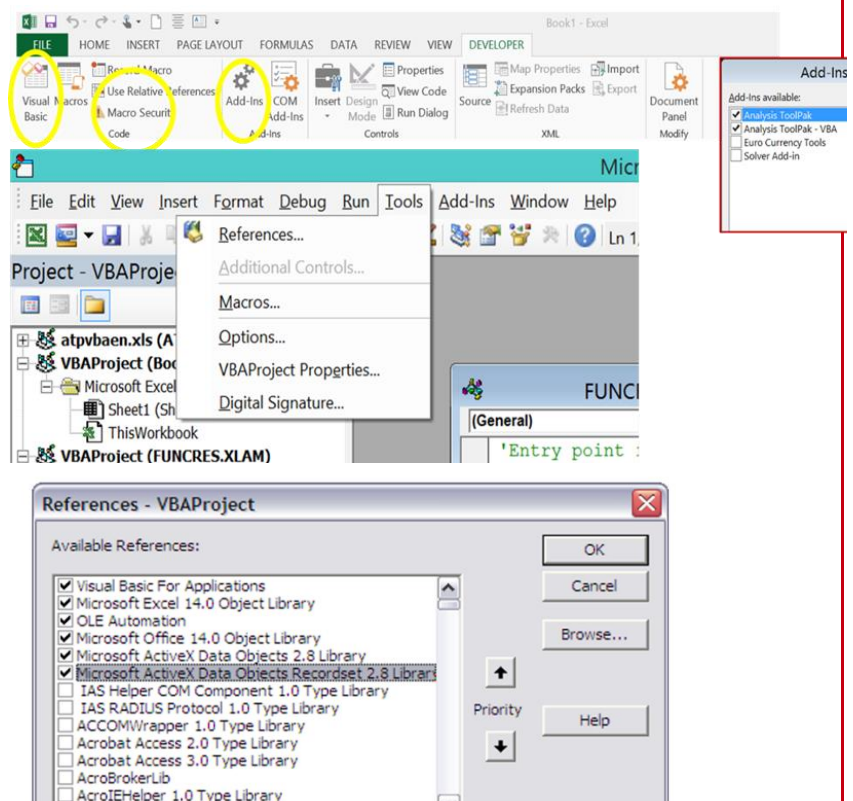 Book1 - Excel
FILE HOME INSERT PAGE LAYOUT FORMULAS DATA REVIEW VIEW DEVELOPER
Visual Basic
Macros
Record Macro
Use Relative References
Macro Securit
Code
Add-Ins
COM Add-Ins
Add-Ins
Insert
Design Mode
Properties
View Code
Run Dialog
Controls
Source
Map Properties
Expansion Packs
Refresh Data
Import
Export
XML
Document Panel
Modify
Add-Ins
Add-Ins available:
Analysis ToolPak
Analysis ToolPak - VBA
Euro Currency Tools
Solver Add-in
Micr
File Edit View Insert Format Debug Run Tools Add-Ins Window Help
Ln 1,
References...
Additional Controls...
Macros...
Options...
VBAProject Properties...
Digital Signature...
Project - VBAProje
atpvbaen.xls (A
VBAProject (Boo
Microsoft Excel
Sheet1 (Sh
ThisWorkbook
VBAProject (FUNCRES.XLAM)
FUNC
(General)
'Entry point
References - VBAProject
Available References:
Visual Basic For Applications
Microsoft Excel 14.0 Object Library
OLE Automation
Microsoft Office 14.0 Object Library
Microsoft ActiveX Data Objects 2.8 Library
Microsoft ActiveX Data Objects Recordset 2.8 Library
IAS Helper COM Component 1.0 Type Library
IAS RADIUS Protocol 1.0 Type Library
ACCOMWrapper 1.0 Type Library
Acrobat Access 2.0 Type Library
Acrobat Access 3.0 Type Library
AcroBrokerLib
AcroIEHelper 1.0 Type Library
OK
Cancel
Browse...
Priority
Help